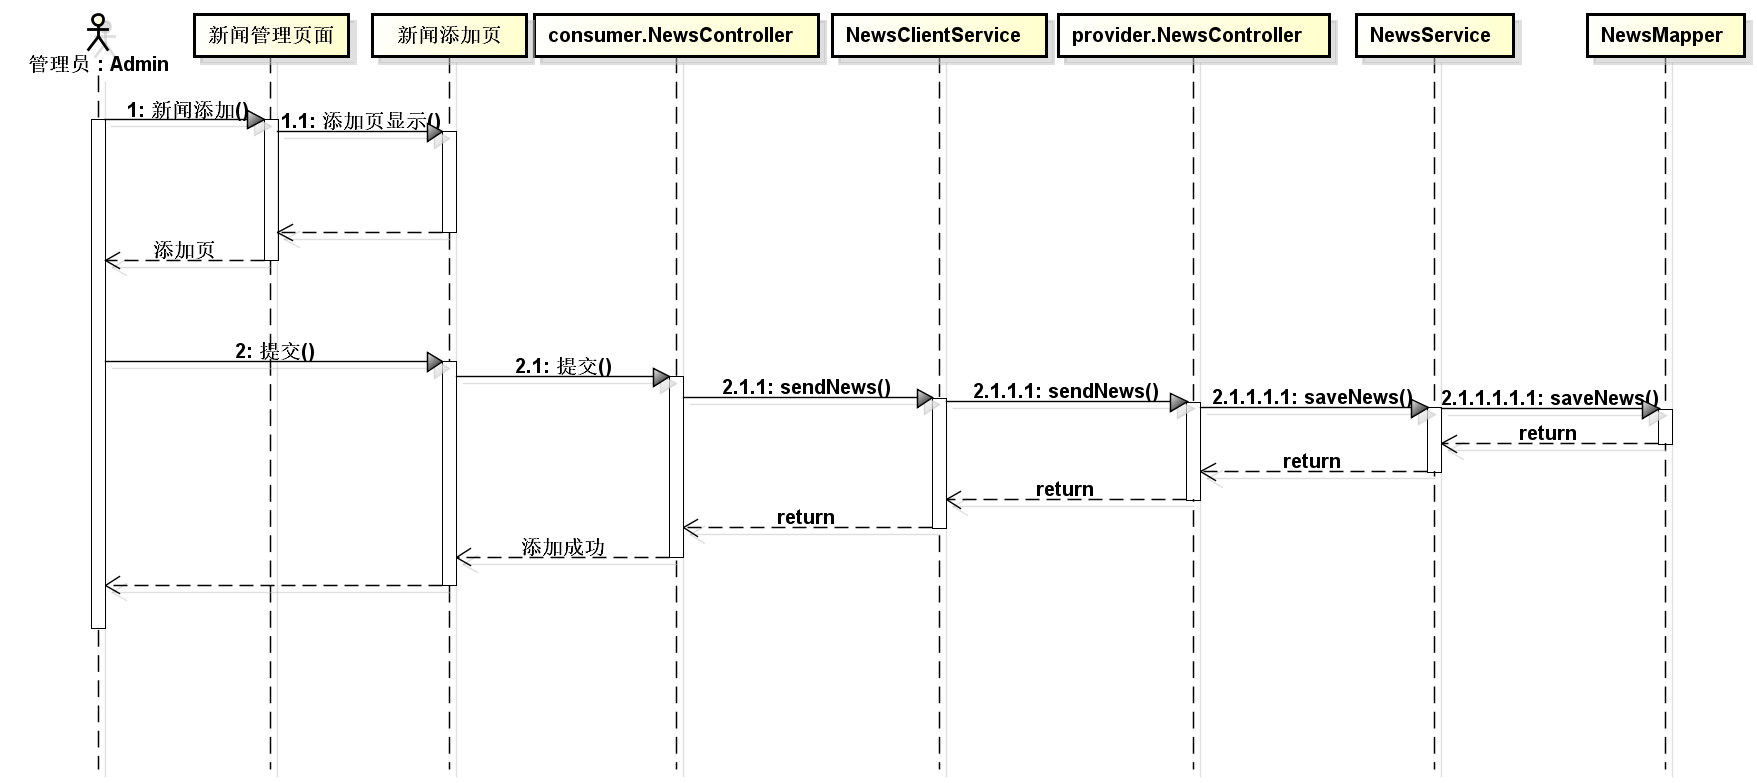 管理员 : Admin
新闻管理页面
新闻添加页
consumer.NewsController
NewsClientService
provider.NewsController
NewsService
NewsMapper
1: 新闻添加()
1.1: 添加页显示()
添加页
2: 提交()
2.1: 提交()
2.1.1: sendNews()
2.1.1.1: sendNews()
2.1.1.1.1: saveNews()
2.1.1.1.1.1: saveNews()
return
return
return
return
添加成功